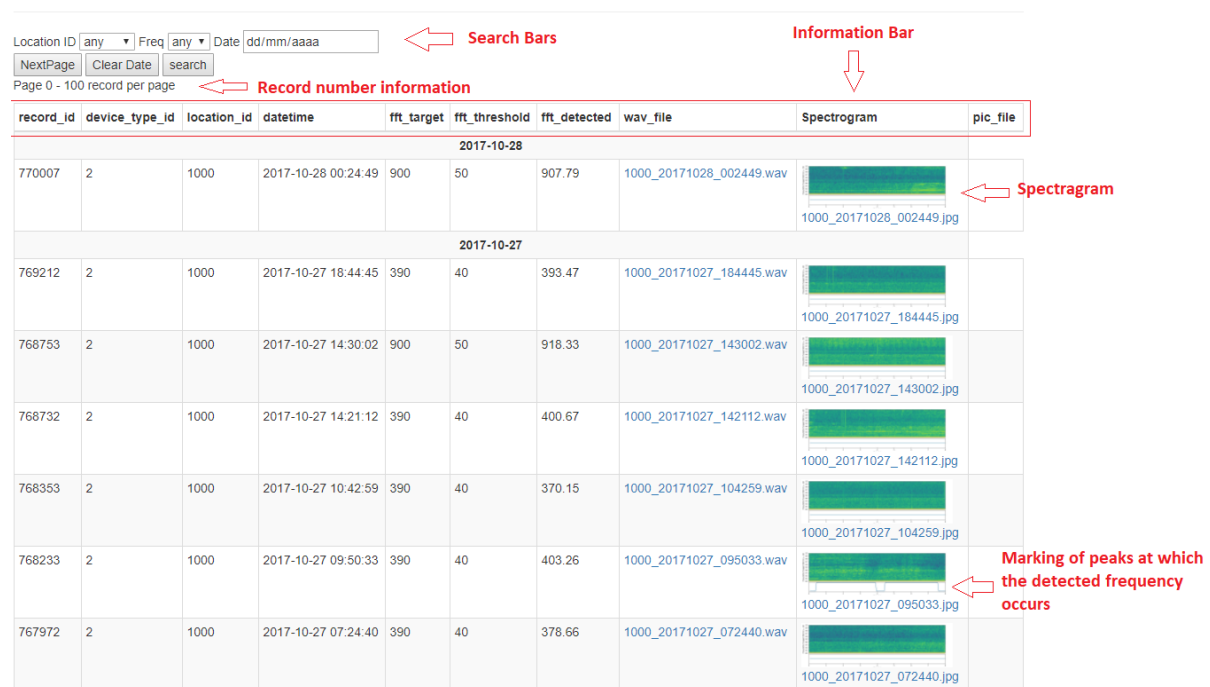 Information Bar
Location ID any Freq any Date dd/mm/aaaa
Search Bars
NextPage Clear Date search
Page 0 - 100 record per page
Record number information
record_id device_type_id location_id datetime fft_target fft_threshold fft_detected wav_file Spectrogram pic_file
2017-10-28
770007 2 1000 2017-10-28 00:24:49 900 50 907.79 1000_20171028_002449.wav
Spectragram
1000_20171028_002449.jpg
2017-10-27
769212 2 1000 2017-10-27 18:44:45 390 40 393.47 1000_20171027_184445.wav
1000_20171027_184445.jpg
768753 2 1000 2017-10-27 14:30:02 900 50 918.33 1000_20171027_143002.wav
1000_20171027_143002.jpg
768732 2 1000 2017-10-27 14:21:12 390 40 400.67 1000_20171027_142112.wav
1000_20171027_142112.jpg
768353 2 1000 2017-10-27 10:42:59 390 40 370.15 1000_20171027_104259.wav
1000_20171027_104259.jpg
768233 2 1000 2017-10-27 09:50:33 390 40 403.26 1000_20171027_095033.wav
Marking of peaks at which
the detected frequency
occurs
1000_20171027_095033.jpg
767972 2 1000 2017-10-27 07:24:40 390 40 378.66 1000_20171027_072440.wav
1000_20171027_072440.jpg